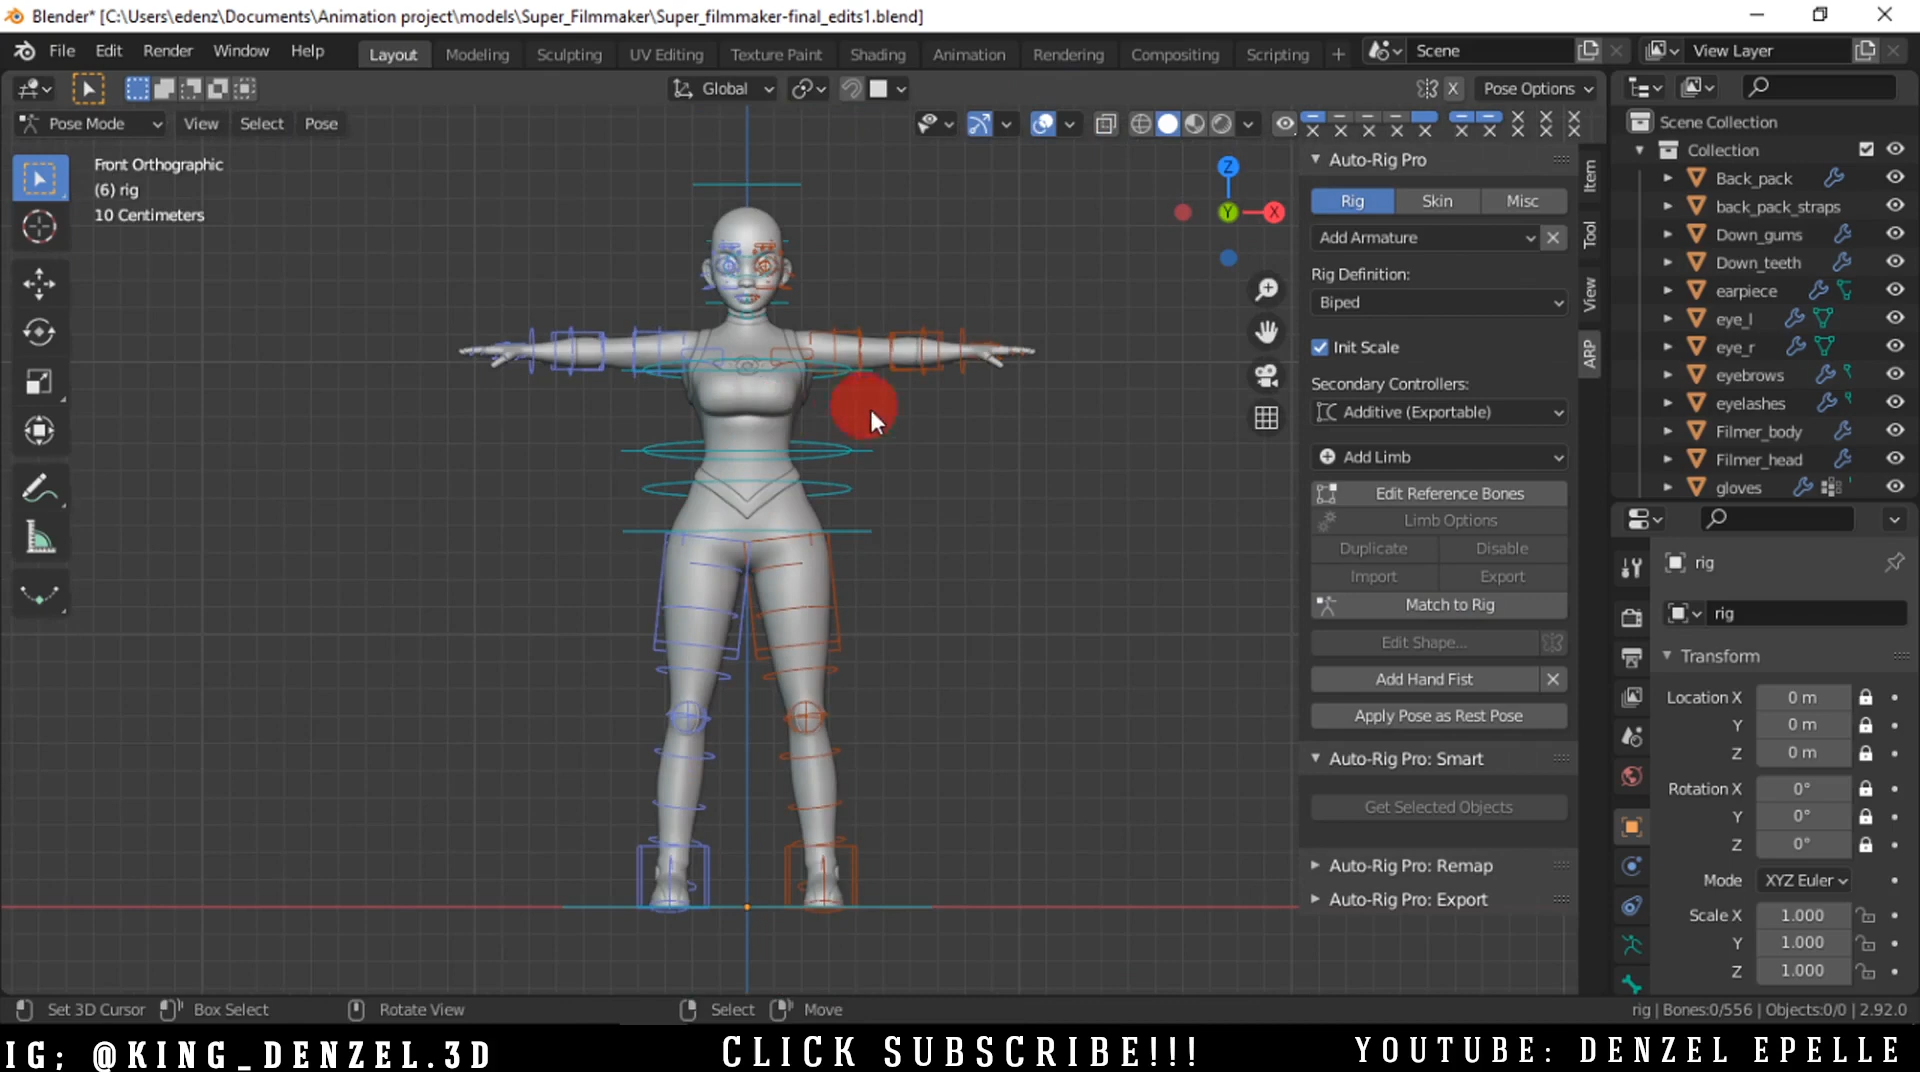 Blender* [C:\Users\edenz\Documents\Animation project\models\Super_Filmmaker\Super_filmmaker-final_edits1.blend]
File Edit Render Window Help
Layout Modeling Sculpting UV Editing Texture Paint Shading Animation Rendering Compositing Scripting +
Scene
View Layer
Global
X
Pose Options
Pose Mode View Select Pose
Front Orthographic
(6) rig
10 Centimeters
Z
Y
X
Auto-Rig Pro
Rig Skin Misc
Add Armature
Rig Definition:
Biped
Init Scale
Secondary Controllers:
Additive (Exportable)
Add Limb
Edit Reference Bones
Limb Options
Duplicate Disable
Import Export
Match to Rig
Edit Shape...
Add Hand Fist
Apply Pose as Rest Pose
Auto-Rig Pro: Smart
Get Selected Objects
Auto-Rig Pro: Remap
Auto-Rig Pro: Export
Item
Tool
View
ARP
Scene Collection
Collection
Back_pack
back_pack_straps
Down_gums
Down_teeth
earpiece
eye_l
eye_r
eyebrows
eyelashes
Filmer_body
Filmer_head
gloves
rig
rig
Transform
Location X 0 m
Y 0 m
Z 0 m
Rotation X 0°
Y 0°
Z 0°
Mode XYZ Euler
Scale X 1.000
Y 1.000
Z 1.000
Set 3D Cursor Box Select Rotate View Select Move
rig | Bones:0/556 | Objects:0/0 | 2.92.0
IG; @KING_DENZEL.3D
CLICK SUBSCRIBE!!!
YOUTUBE: DENZEL EPELLE